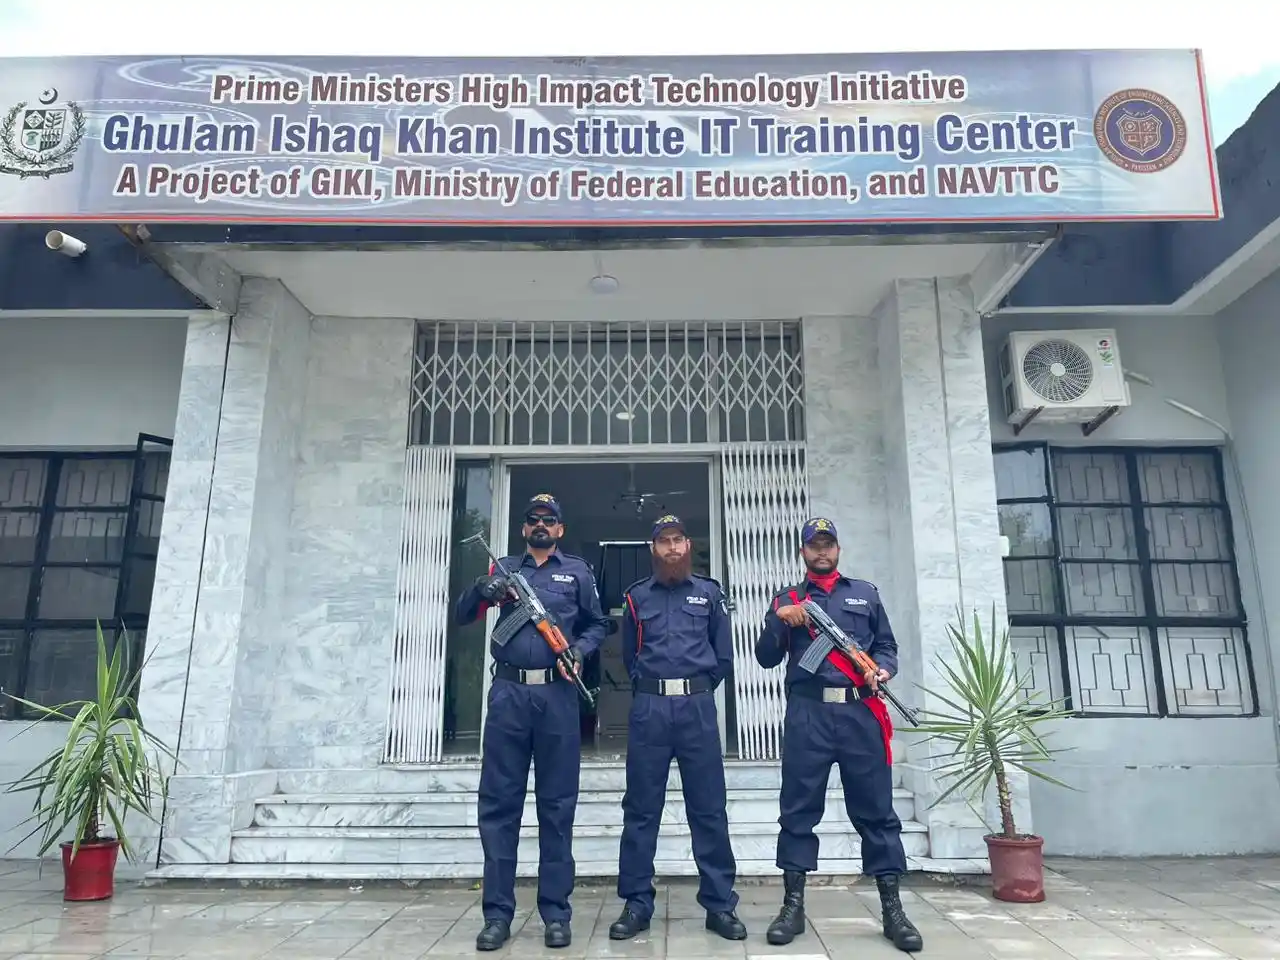 Prime Ministers High Impact Technology Initiative
Ghulam Ishaq Khan Institute IT Training Center
A Project of GIKI, Ministry of Federal Education, and NAVTTC
PAKISTAN